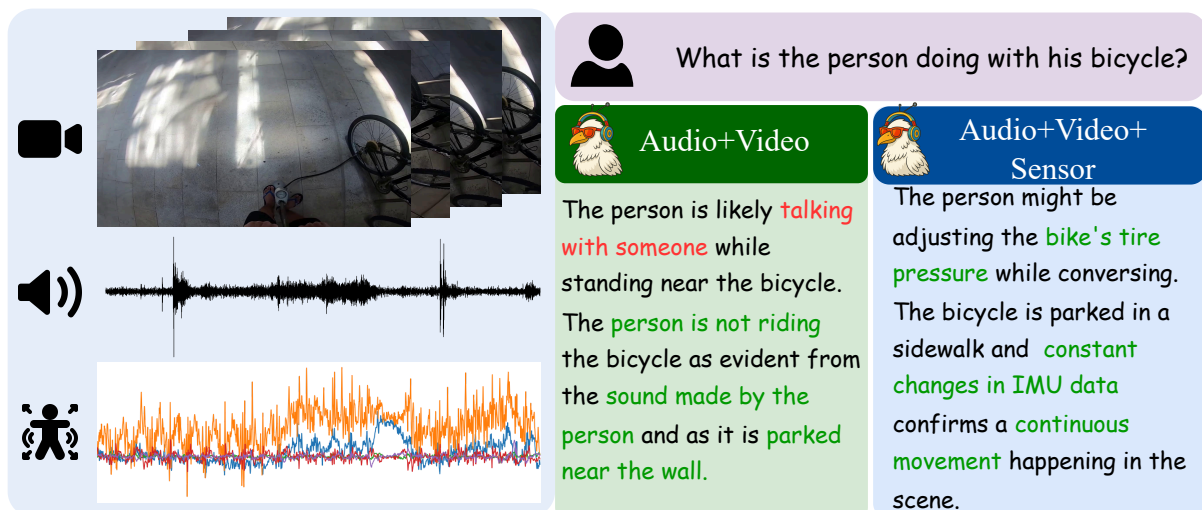 What is the person doing with his bicycle?
Audio+Video
The person is likely talking
with someone while
standing near the bicycle.
The person is not riding
the bicycle as evident from
the sound made by the
person and as it is parked
near the wall.
Audio+Video+
Sensor
The person might be
adjusting the bike's tire
pressure while conversing.
The bicycle is parked in a
sidewalk and constant
changes in IMU data
confirms a continuous
movement happening in the
scene.